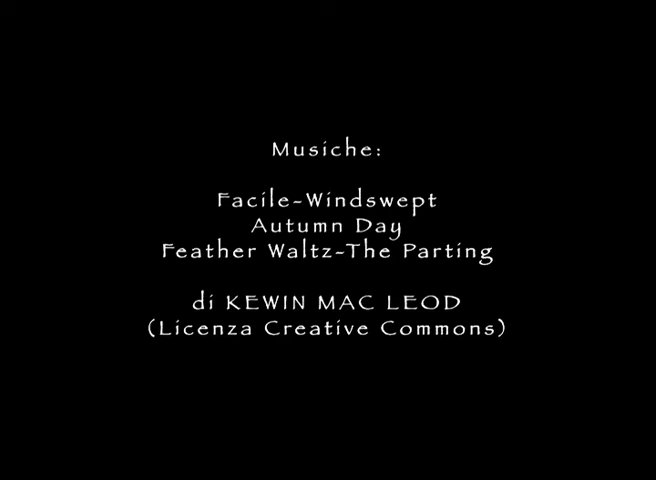 Musiche:
Facile-Windswept
Autumn Day
Feather Waltz-The Parting
di KEWIN MAC LEOD
(Licenza Creative Commons)